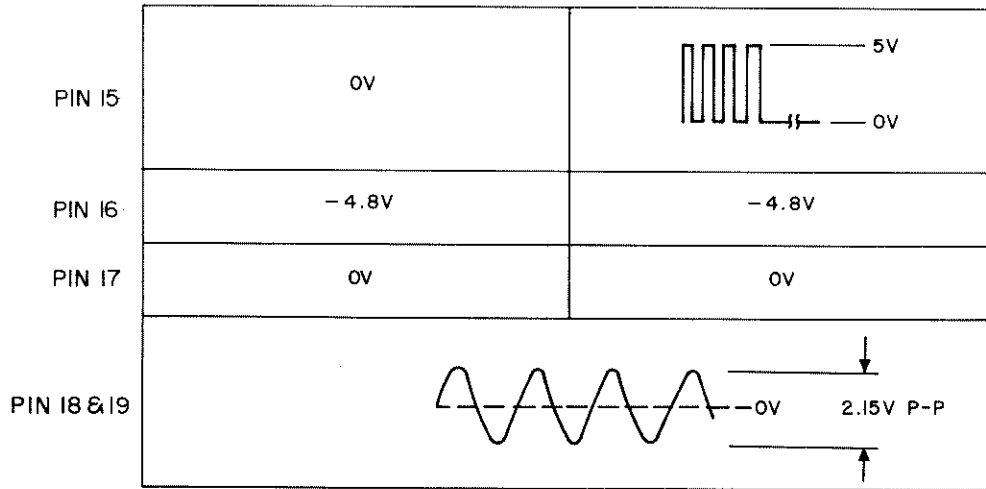 PIN 15
0V
5V
0V
PIN 16
-4.8V
-4.8V
PIN 17
0V
0V
PIN 18 & 19
0V
2.15V P-P